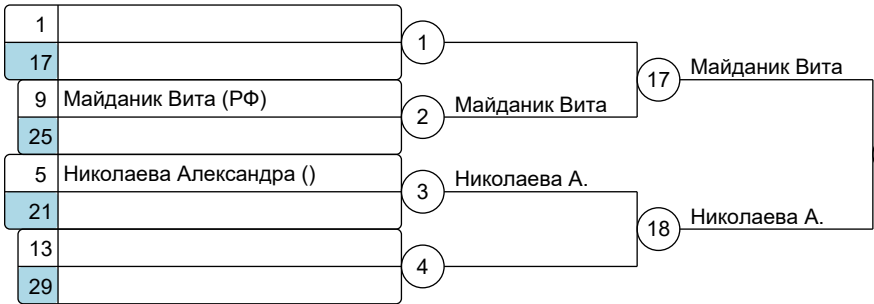 1
17
1
9 Майданик Вита (РФ)
25
2 Майданик Вита
17 Майданик Вита
5 Николаева Александра ()
21
3 Николаева А.
13
29
4
18 Николаева А.